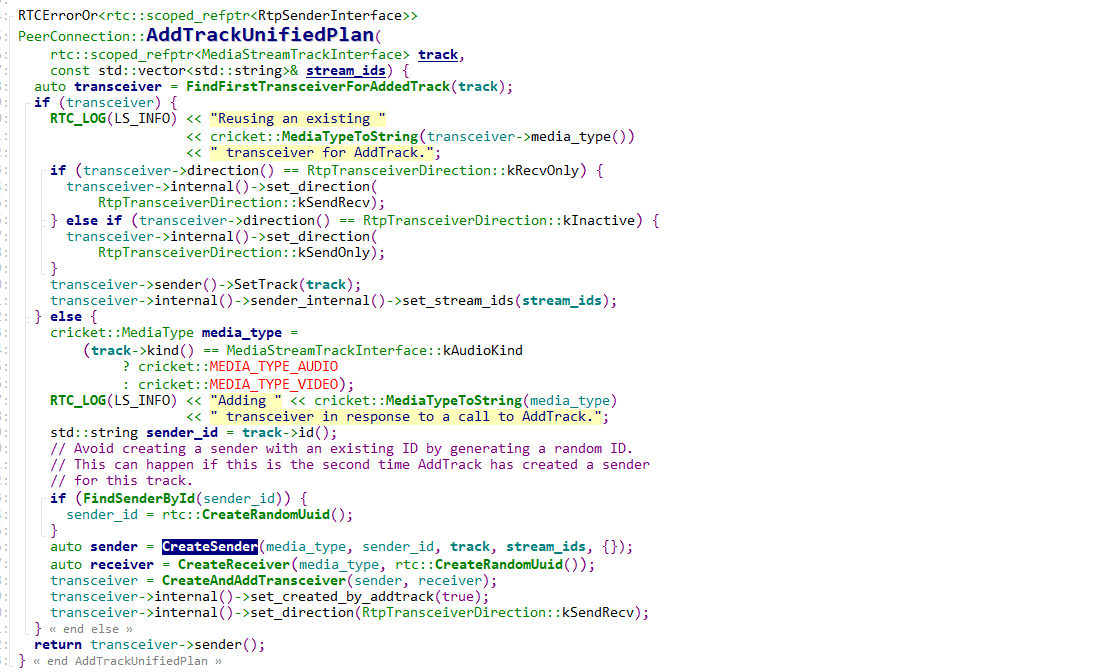 RTCErrorOr<rtc::scoped_refptr<RtpSenderInterface>>
PeerConnection::AddTrackUnifiedPlan(
    rtc::scoped_refptr<MediaStreamTrackInterface> track,
    const std::vector<std::string>& stream_ids) {
  auto transceiver = FindFirstTransceiverForAddedTrack(track);
  if (transceiver) {
    RTC_LOG(LS_INFO) << "Reusing an existing "
                     << cricket::MediaTypeToString(transceiver->media_type())
                     << " transceiver for AddTrack.";
    if (transceiver->direction() == RtpTransceiverDirection::kRecvOnly) {
      transceiver->internal()->set_direction(
          RtpTransceiverDirection::kSendRecv);
    } else if (transceiver->direction() == RtpTransceiverDirection::kInactive) {
      transceiver->internal()->set_direction(
          RtpTransceiverDirection::kSendOnly);
    }
    transceiver->sender()->SetTrack(track);
    transceiver->internal()->sender_internal()->set_stream_ids(stream_ids);
  } else {
    cricket::MediaType media_type =
        (track->kind() == MediaStreamTrackInterface::kAudioKind
             ? cricket::MEDIA_TYPE_AUDIO
             : cricket::MEDIA_TYPE_VIDEO);
    RTC_LOG(LS_INFO) << "Adding " << cricket::MediaTypeToString(media_type)
                     << " transceiver in response to a call to AddTrack.";
    std::string sender_id = track->id();
    // Avoid creating a sender with an existing ID by generating a random ID.
    // This can happen if this is the second time AddTrack has created a sender
    // for this track.
    if (FindSenderById(sender_id)) {
      sender_id = rtc::CreateRandomUuid();
    }
    auto sender = CreateSender(media_type, sender_id, track, stream_ids, {});
    auto receiver = CreateReceiver(media_type, rtc::CreateRandomUuid());
    transceiver = CreateAndAddTransceiver(sender, receiver);
    transceiver->internal()->set_created_by_addtrack(true);
    transceiver->internal()->set_direction(RtpTransceiverDirection::kSendRecv);
  } « end else »
  return transceiver->sender();
} « end AddTrackUnifiedPlan »